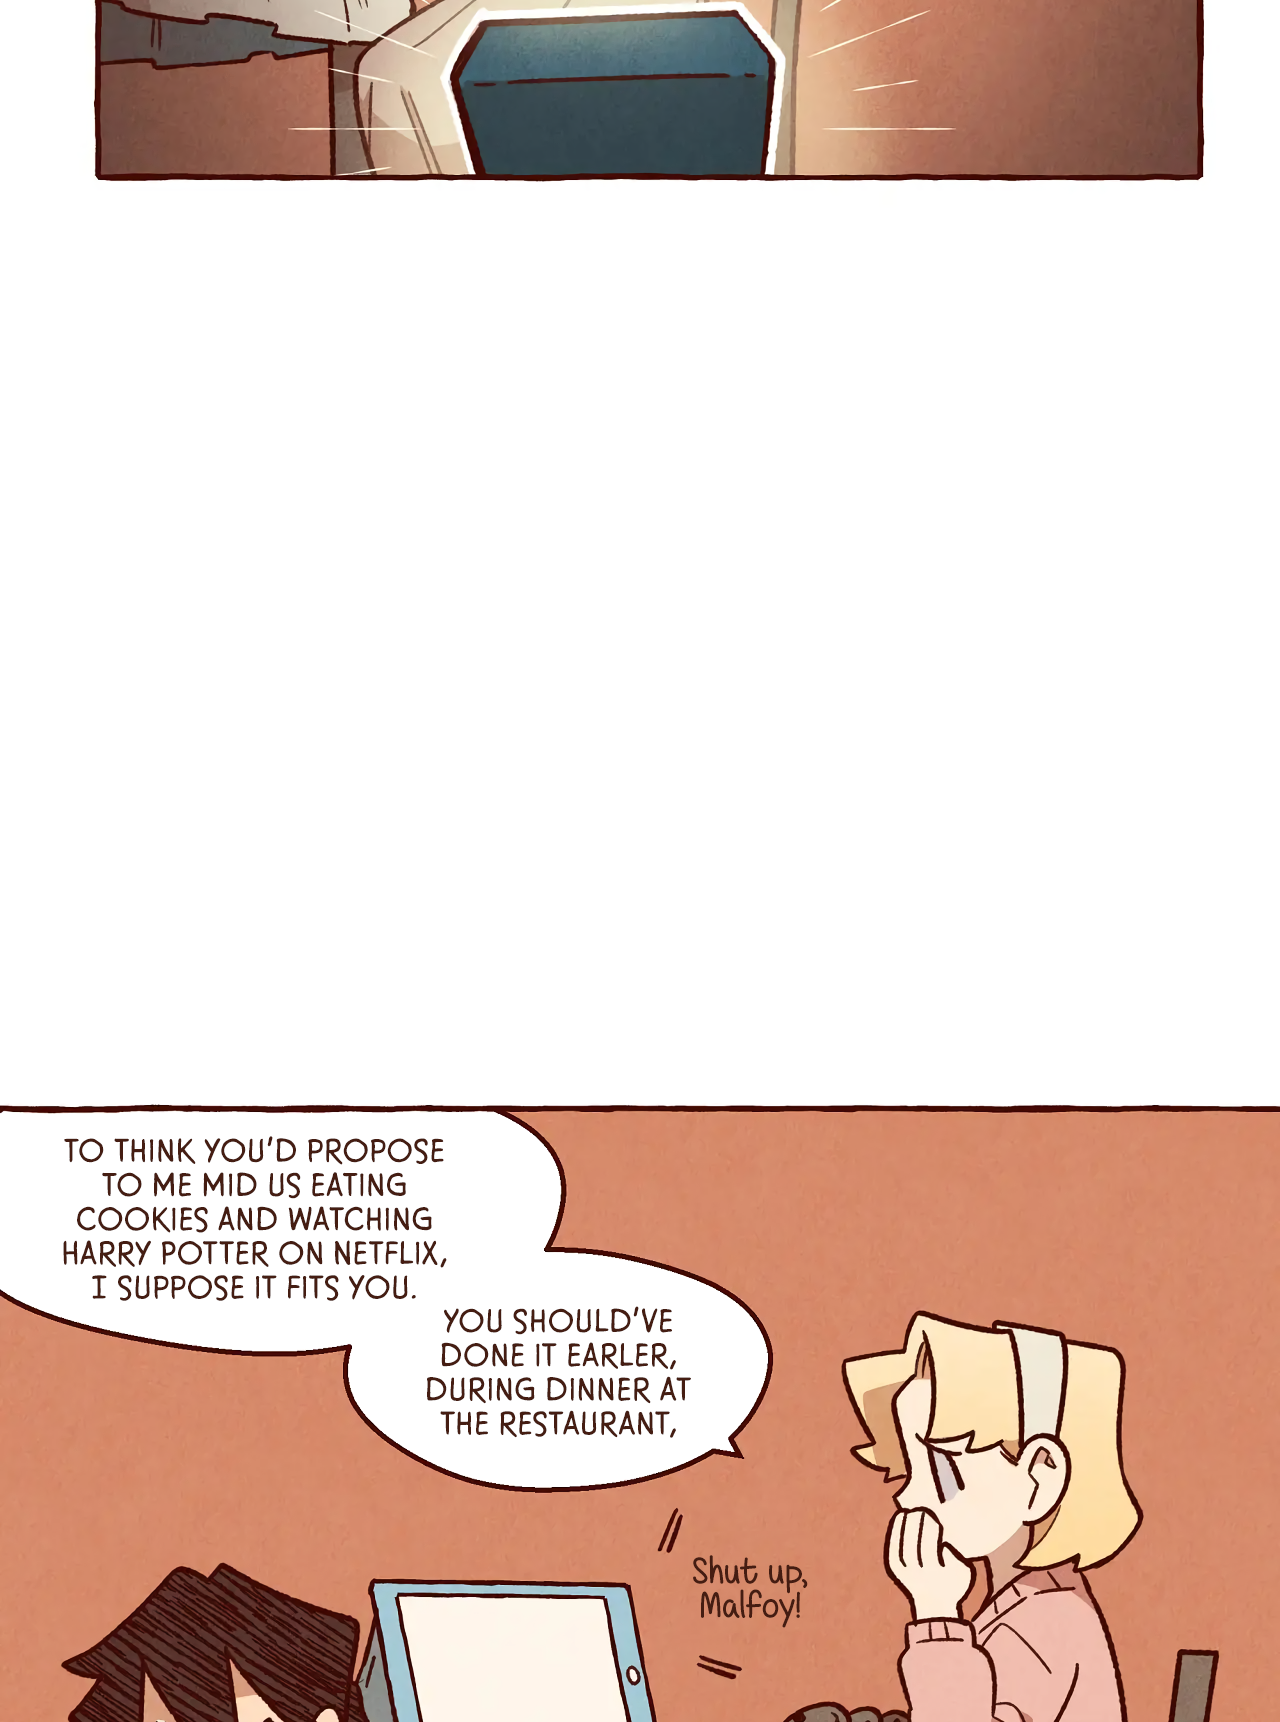 TO THINK YOU'D PROPOSE
TO ME MID US EATING
COOKIES AND WATCHING
HARRY POTTER ON NETFLIX,
I SUPPOSE IT FITS YOU.
YOU SHOULD'VE
DONE IT EARLER,
DURING DINNER AT
THE RESTAURANT,
Shut up,
Malfoy!